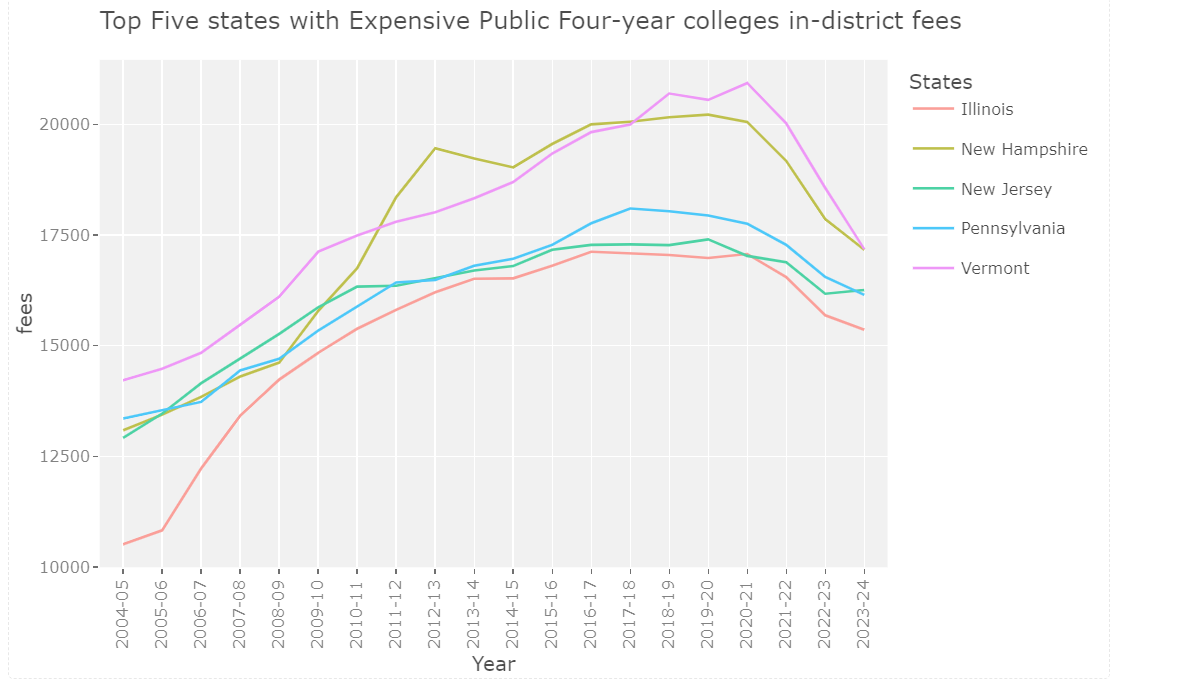 Top Five states with Expensive Public Four-year colleges in-district fees
States
Illinois
New Hampshire
New Jersey
Pennsylvania
Vermont
fees
20000
17500
15000
12500
10000
2004-05
2005-06
2006-07
2007-08
2008-09
2009-10
2010-11
2011-12
2012-13
2013-14
2014-15
2015-16
2016-17
2017-18
2018-19
2019-20
2020-21
2021-22
2022-23
2023-24
Year